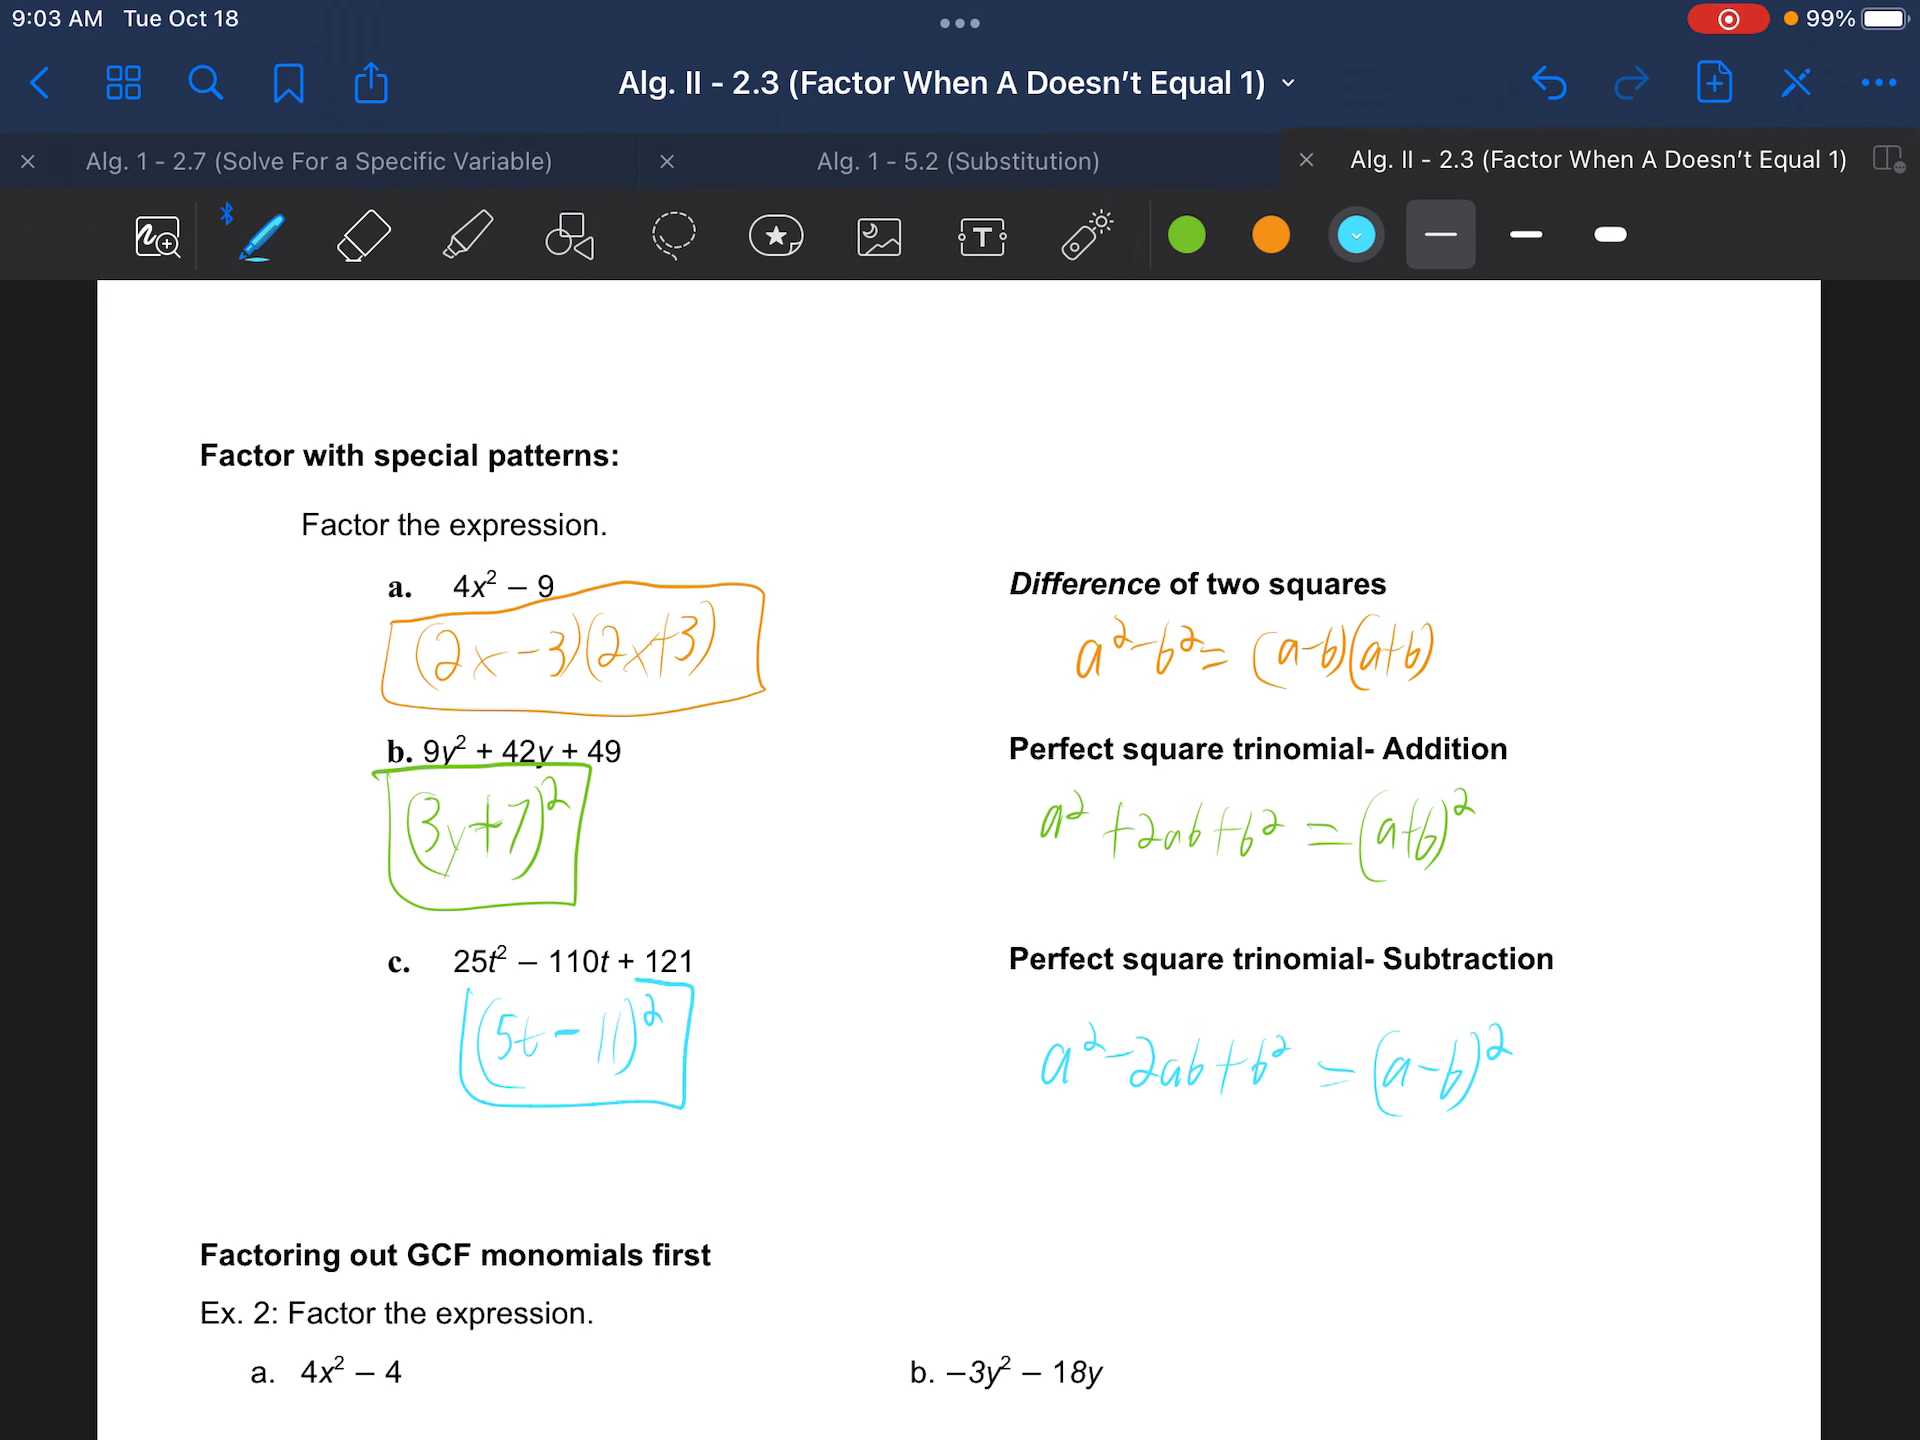 9:03 AM Tue Oct 18 99%
Alg. II - 2.3 (Factor When A Doesn't Equal 1)
Alg. 1 - 2.7 (Solve For a Specific Variable) Alg. 1 - 5.2 (Substitution) Alg. II - 2.3 (Factor When A Doesn't Equal 1)
Factor with special patterns:
Factor the expression.
a. 4x² – 9 Difference of two squares
(2x-3)(2x+3) a²-b²= (a-b)(a+b)
b. 9y² + 42y + 49 Perfect square trinomial- Addition
(3y+7)² a² +2ab+b² =(a+b)²
c. 25t² – 110t + 121 Perfect square trinomial- Subtraction
(5t-11)² a²-2ab+b² =(a-b)²
Factoring out GCF monomials first
Ex. 2: Factor the expression.
a. 4x² – 4 b. –3y² – 18y